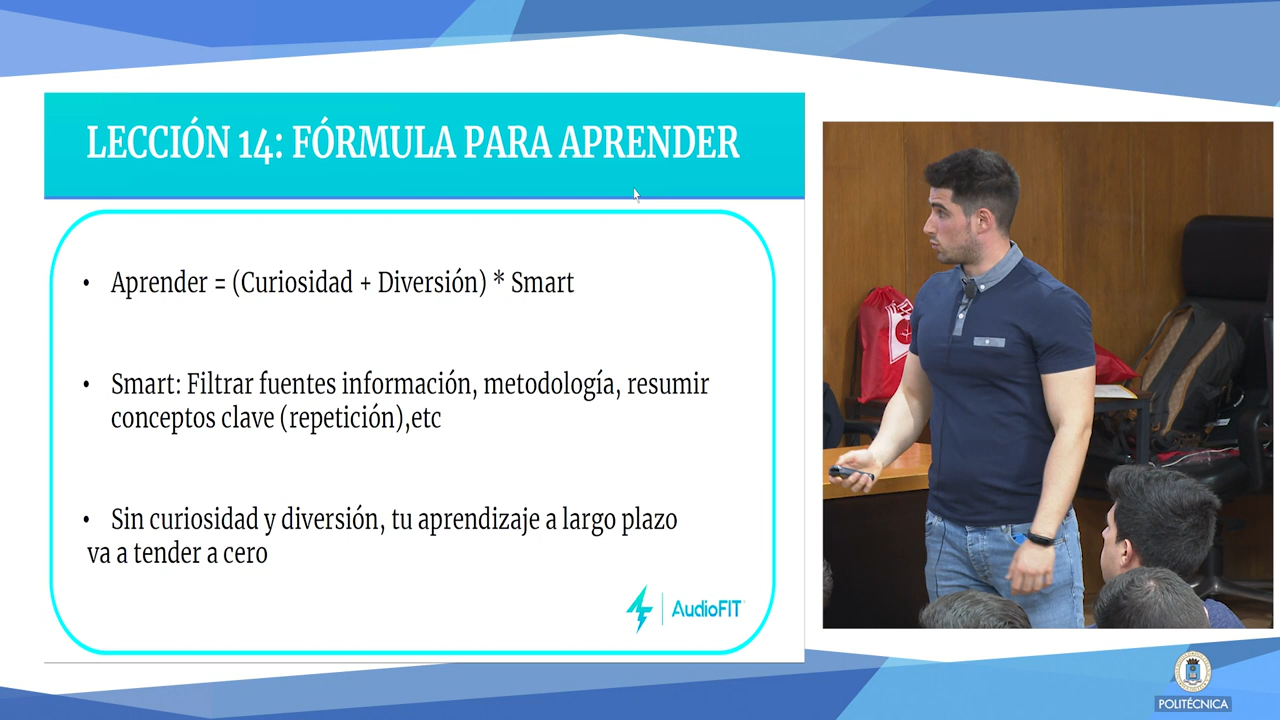 LECCIÓN 14: FÓRMULA PARA APRENDER
• Aprender = (Curiosidad + Diversión) * Smart
• Smart: Filtrar fuentes información, metodología, resumir
conceptos clave (repetición),etc
• Sin curiosidad y diversión, tu aprendizaje a largo plazo
va a tender a cero
AudioFIT
POLITÉCNICA